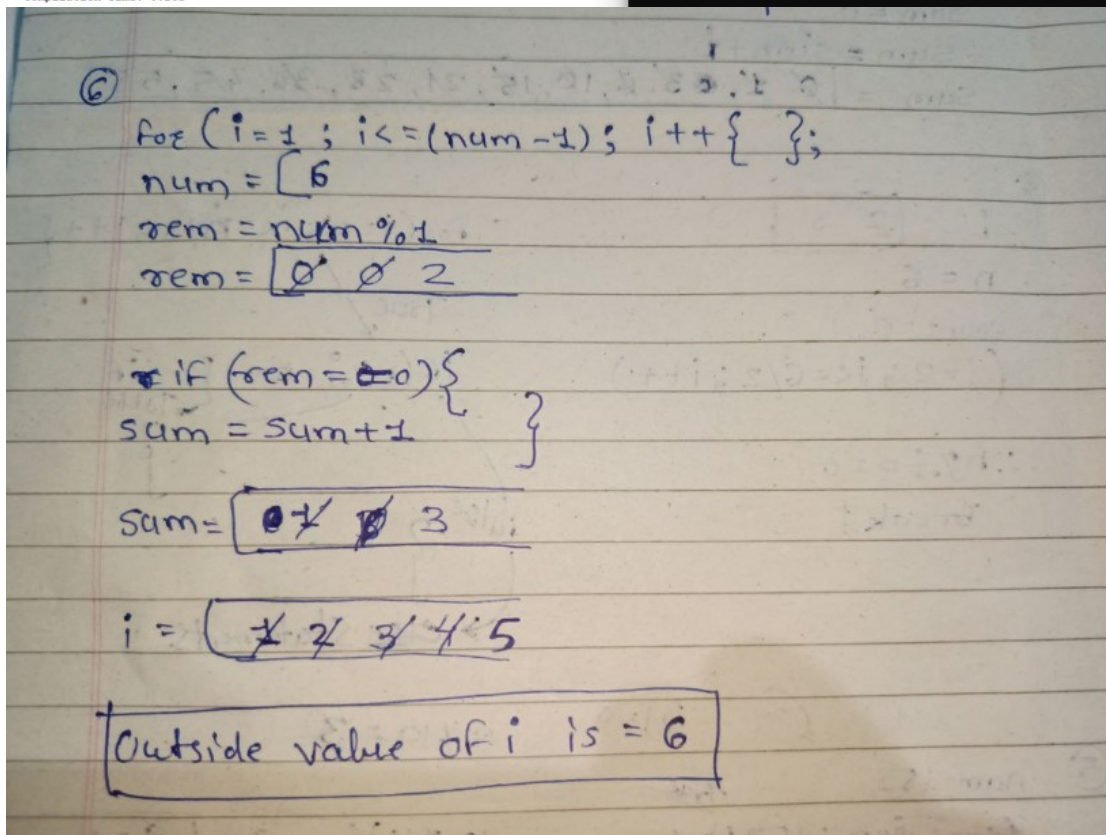 6
for (i=1; i<=(num-1); i++{ };
num = [6
rem = num%1
rem = 0 0 2
if (rem ==0){
sum = sum+1 }
sum = 0 1 3
i = 1 2 3 4 5
Outside value of i is = 6